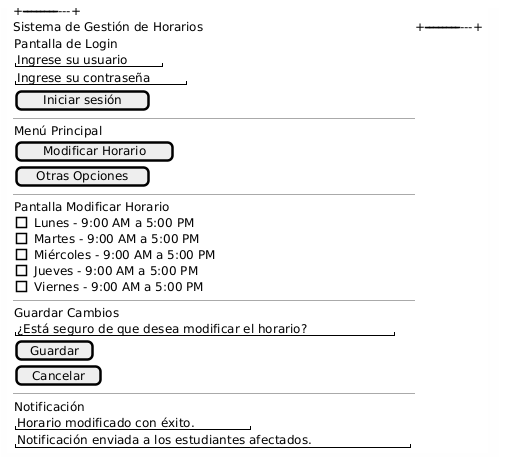 +----------+
Sistema de Gestión de Horarios +----------+
Pantalla de Login
Ingrese su usuario
Ingrese su contraseña
Iniciar sesión
Menú Principal
Modificar Horario
Otras Opciones
Pantalla Modificar Horario
Lunes - 9:00 AM a 5:00 PM
Martes - 9:00 AM a 5:00 PM
Miércoles - 9:00 AM a 5:00 PM
Jueves - 9:00 AM a 5:00 PM
Viernes - 9:00 AM a 5:00 PM
Guardar Cambios
¿Está seguro de que desea modificar el horario?
Guardar
Cancelar
Notificación
Horario modificado con éxito.
Notificación enviada a los estudiantes afectados.